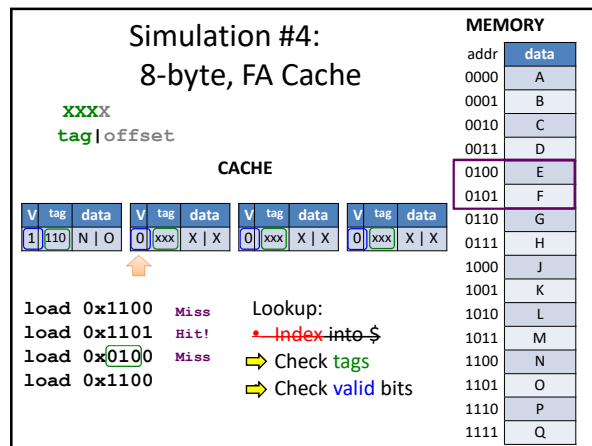 Simulation #4:
8-byte, FA Cache
xxxx
tag|offset
CACHE
V tag data V tag data V tag data V tag data
1 110 N | O 0 xxx X | X 0 xxx X | X 0 xxx X | X
load 0x1100 Miss
load 0x1101 Hit!
load 0x0100 Miss
load 0x1100
Lookup:
• Index into $
Check tags
Check valid bits
MEMORY
addr data
0000 A
0001 B
0010 C
0011 D
0100 E
0101 F
0110 G
0111 H
1000 J
1001 K
1010 L
1011 M
1100 N
1101 O
1110 P
1111 Q